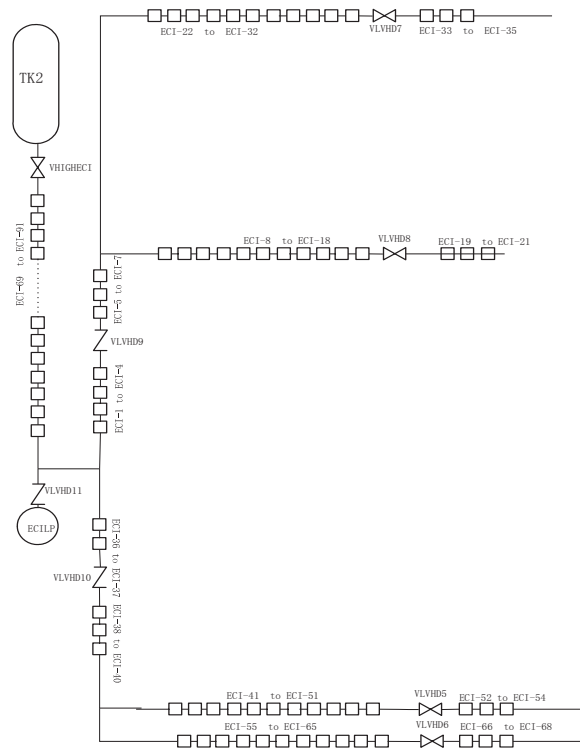 ECI-22 to ECI-32
VLVHD7
ECI-33 to ECI-35
TK2
VHIGHECI
ECI-69 to ECI-91
ECI-8 to ECI-18
VLVHD8
ECI-19 to ECI-21
ECI-5 to ECI-7
VLVHD9
ECI-1 to ECI-4
VLVHD11
ECILP
ECI-36 to ECI-37
VLVHD10
ECI-38 to ECI-40
ECI-41 to ECI-51
VLVHD5
ECI-52 to ECI-54
ECI-55 to ECI-65
VLVHD6
ECI-66 to ECI-68